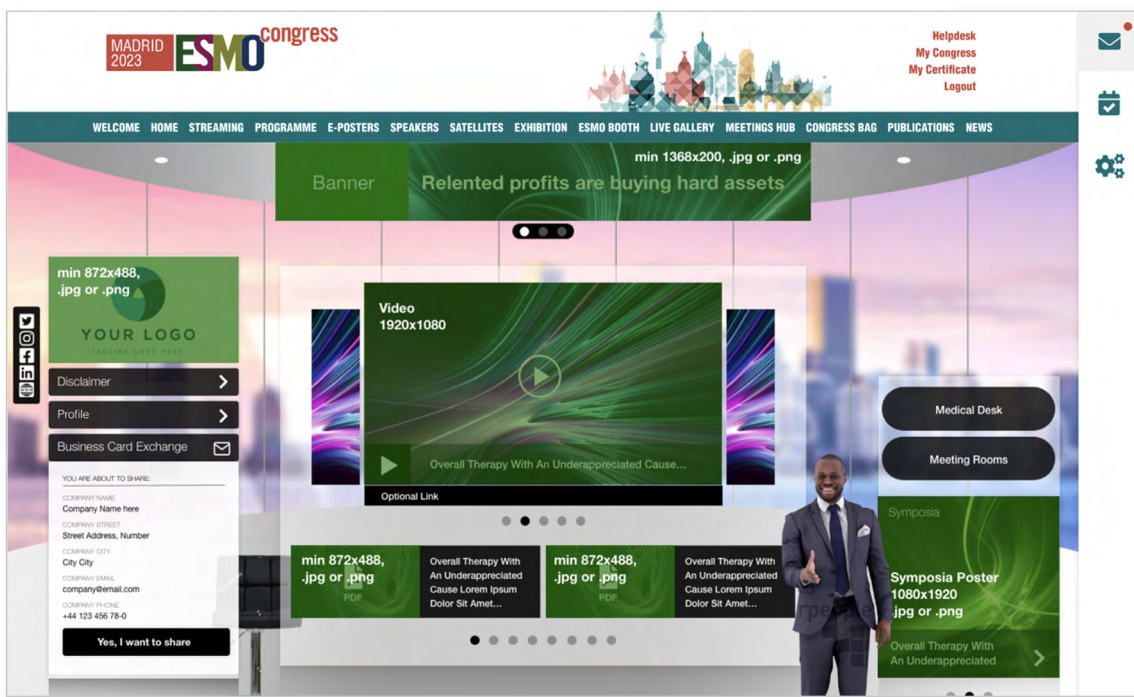 MADRID
2023
ESMO
congress
Helpdesk
My Congress
My Certificate
Logout
WELCOME HOME STREAMING PROGRAMME E-POSTERS SPEAKERS SATELLITES EXHIBITION ESMO BOOTH LIVE GALLERY MEETINGS HUB CONGRESS BAG PUBLICATIONS NEWS
min 1368x200, .jpg or .png
Banner
Relented profits are buying hard assets
min 872x488,
.jpg or .png
YOUR LOGO
TAGLINE GOES HERE
Disclaimer
Profile
Business Card Exchange
YOU ARE ABOUT TO SHARE:
COMPANY NAME
Company Name here
COMPANY STREET
Street Address, Number
COMPANY CITY
City City
COMPANY EMAIL
company@email.com
COMPANY PHONE
+44 123 456 78-0
Yes, I want to share
Video
1920x1080
Overall Therapy With An Underappreciated Cause...
Optional Link
min 872x488,
.jpg or .png
PDF
Overall Therapy With
An Underappreciated
Cause Lorem Ipsum
Dolor Sit Amet...
min 872x488,
.jpg or .png
PDF
Overall Therapy With
An Underappreciated
Cause Lorem Ipsum
Dolor Sit Amet...
Medical Desk
Meeting Rooms
Symposia
Symposia Poster
1080x1920
.jpg or .png
Overall Therapy With
An Underappreciated